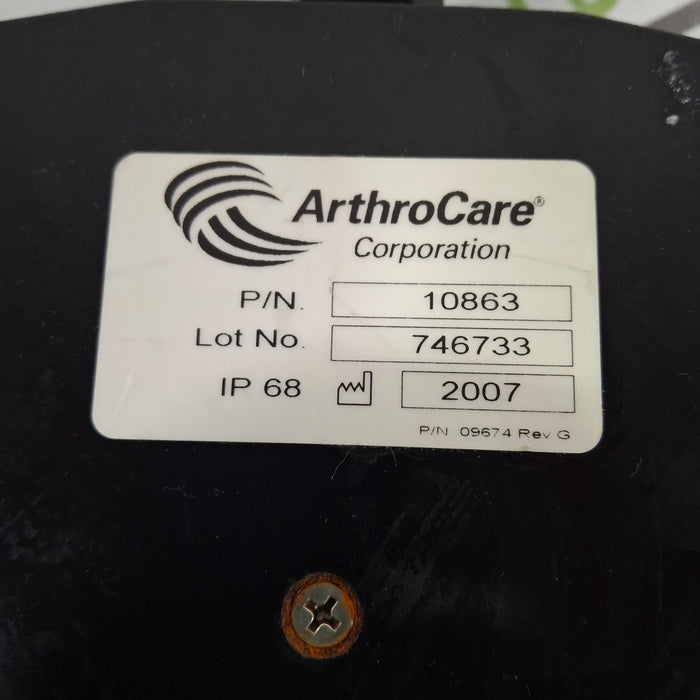 ArthroCare®
Corporation
P/N. 10863
Lot No. 746733
IP 68 2007
P/N 09674 Rev G